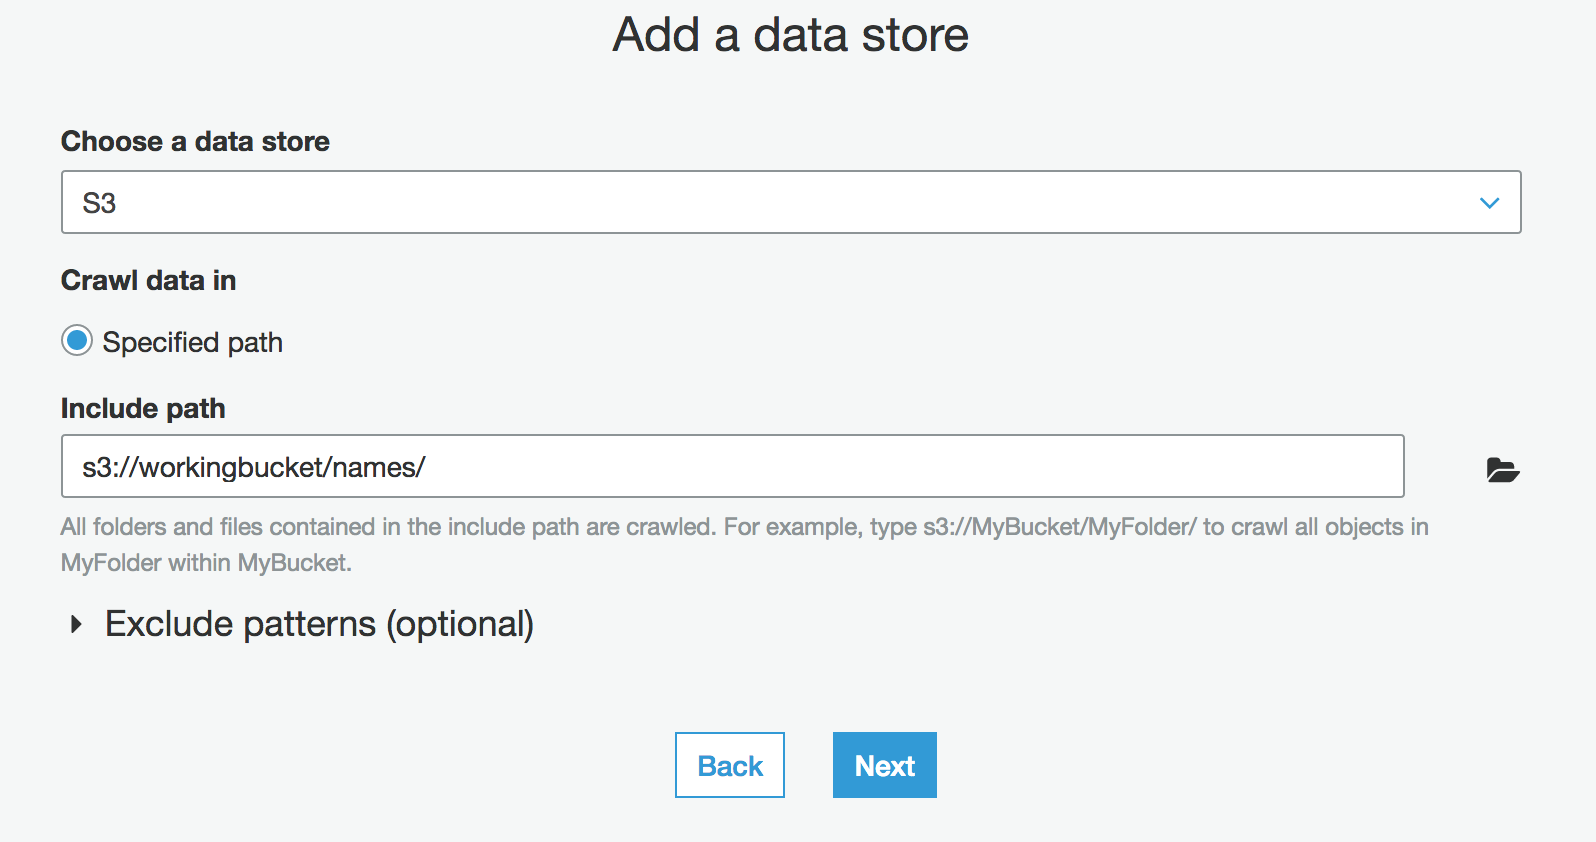 Add a data store
Choose a data store
S3
Crawl data in
Specified path
Include path
s3://workingbucket/names/
All folders and files contained in the include path are crawled. For example, type s3://MyBucket/MyFolder/ to crawl all objects in
MyFolder within MyBucket.
Exclude patterns (optional)
Back
Next